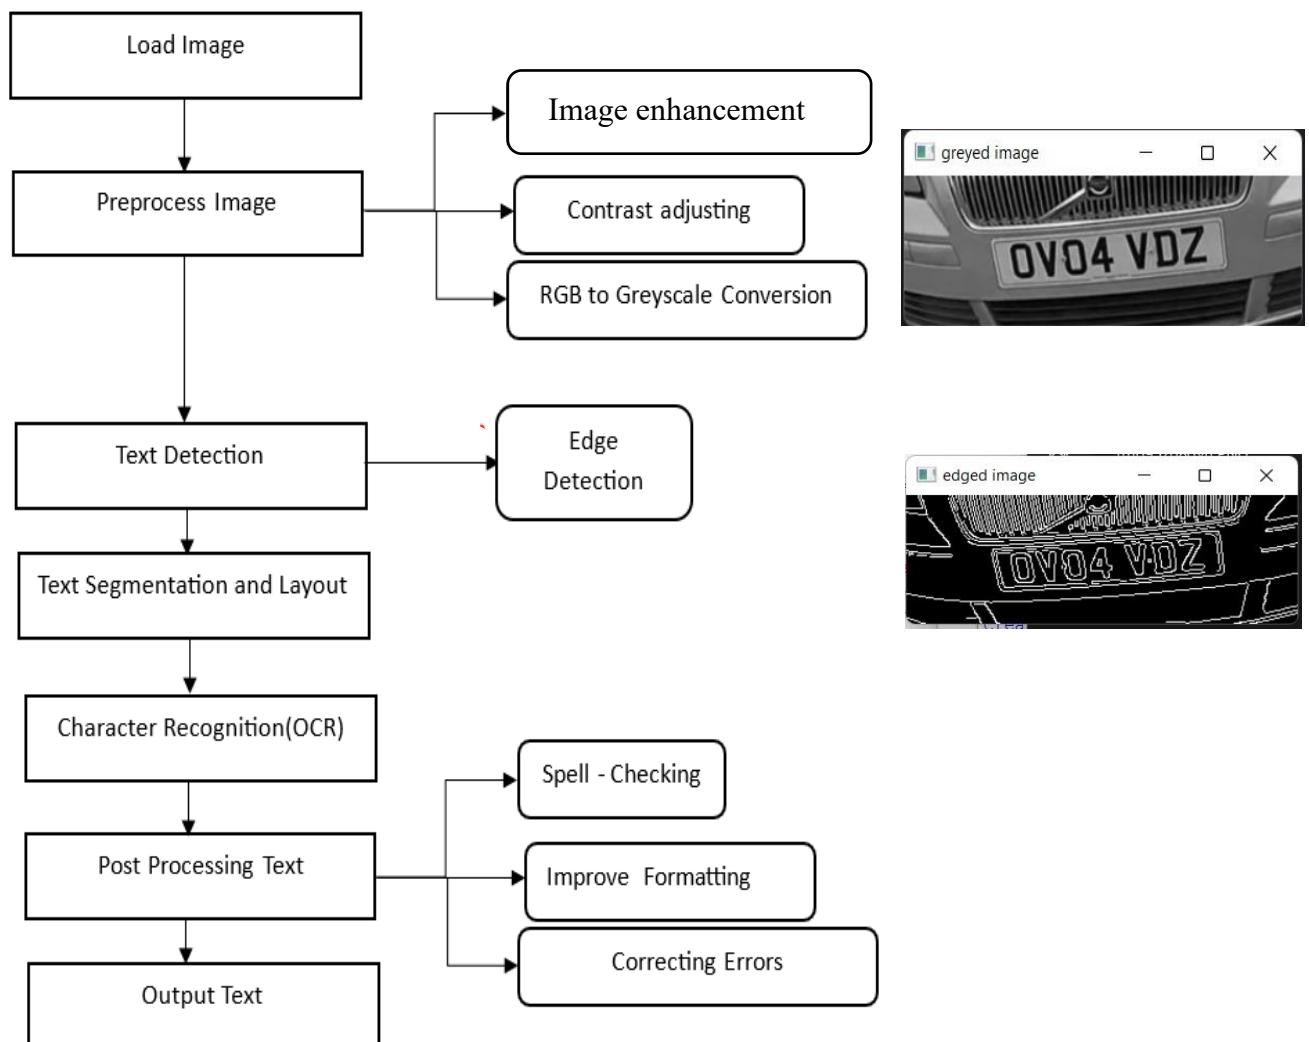 Load Image
Image enhancement
greyed image
Preprocess Image
Contrast adjusting
OV04 VDZ
RGB to Greyscale Conversion
Text Detection
Edge
Detection
edged image
OV04 VDZ
Text Segmentation and Layout
Character Recognition(OCR)
Spell - Checking
Post Processing Text
Improve Formatting
Correcting Errors
Output Text